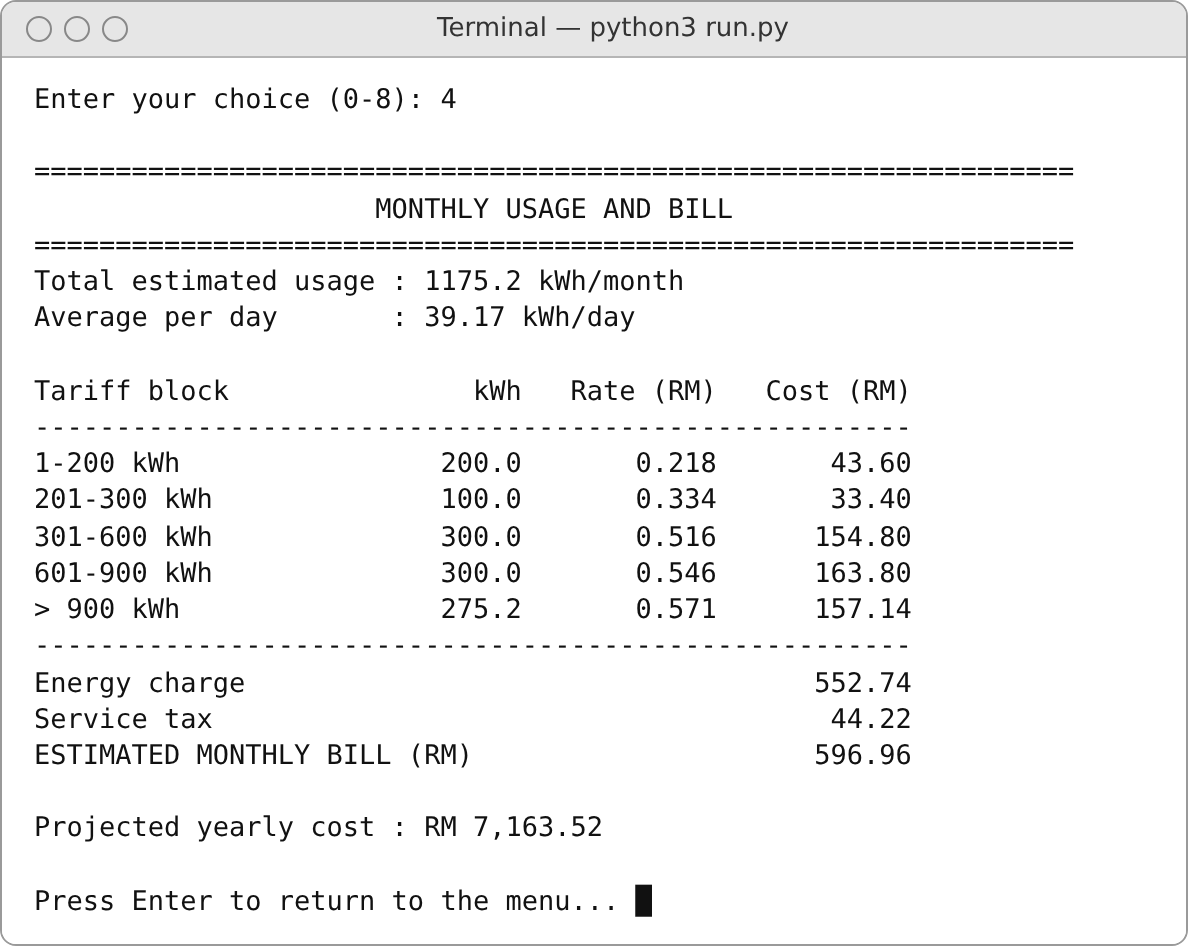 Terminal — python3 run.py
Enter your choice (0-8): 4
================================================================
                     MONTHLY USAGE AND BILL
================================================================
Total estimated usage : 1175.2 kWh/month
Average per day       : 39.17 kWh/day
Tariff block               kWh   Rate (RM)   Cost (RM)
------------------------------------------------------
1-200 kWh                200.0       0.218       43.60
201-300 kWh              100.0       0.334       33.40
301-600 kWh              300.0       0.516      154.80
601-900 kWh              300.0       0.546      163.80
> 900 kWh                275.2       0.571      157.14
------------------------------------------------------
Energy charge                                   552.74
Service tax                                      44.22
ESTIMATED MONTHLY BILL (RM)                     596.96
Projected yearly cost : RM 7,163.52
Press Enter to return to the menu...